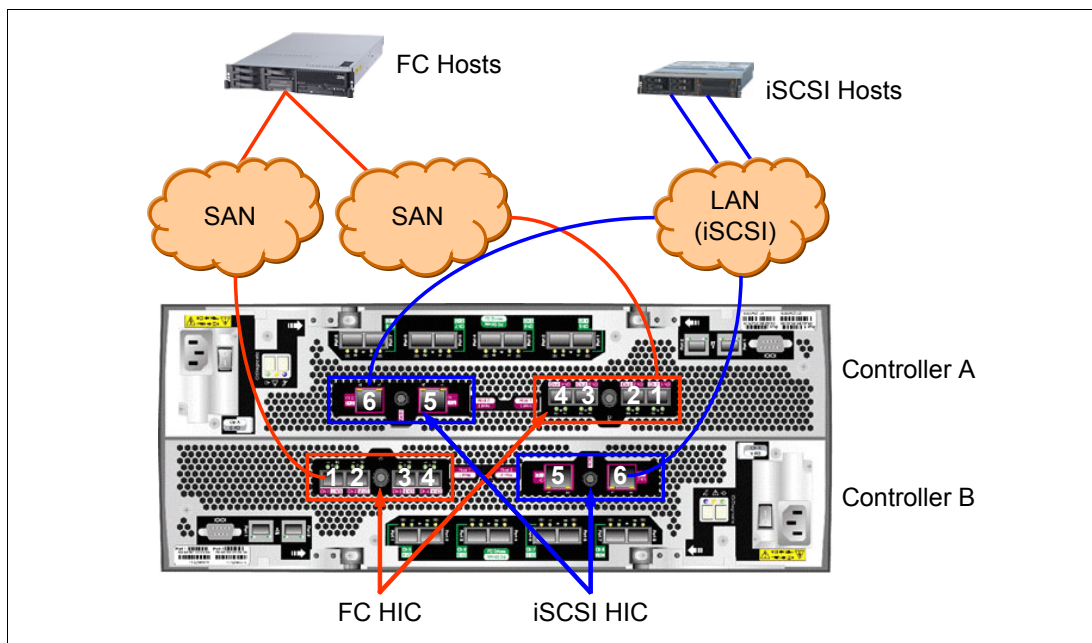 FC Hosts
iSCSI Hosts
SAN
SAN
LAN
(iSCSI)
Controller A
6 5
4 3 2 1
Controller B
1 2 3 4
5 6
FC HIC
iSCSI HIC